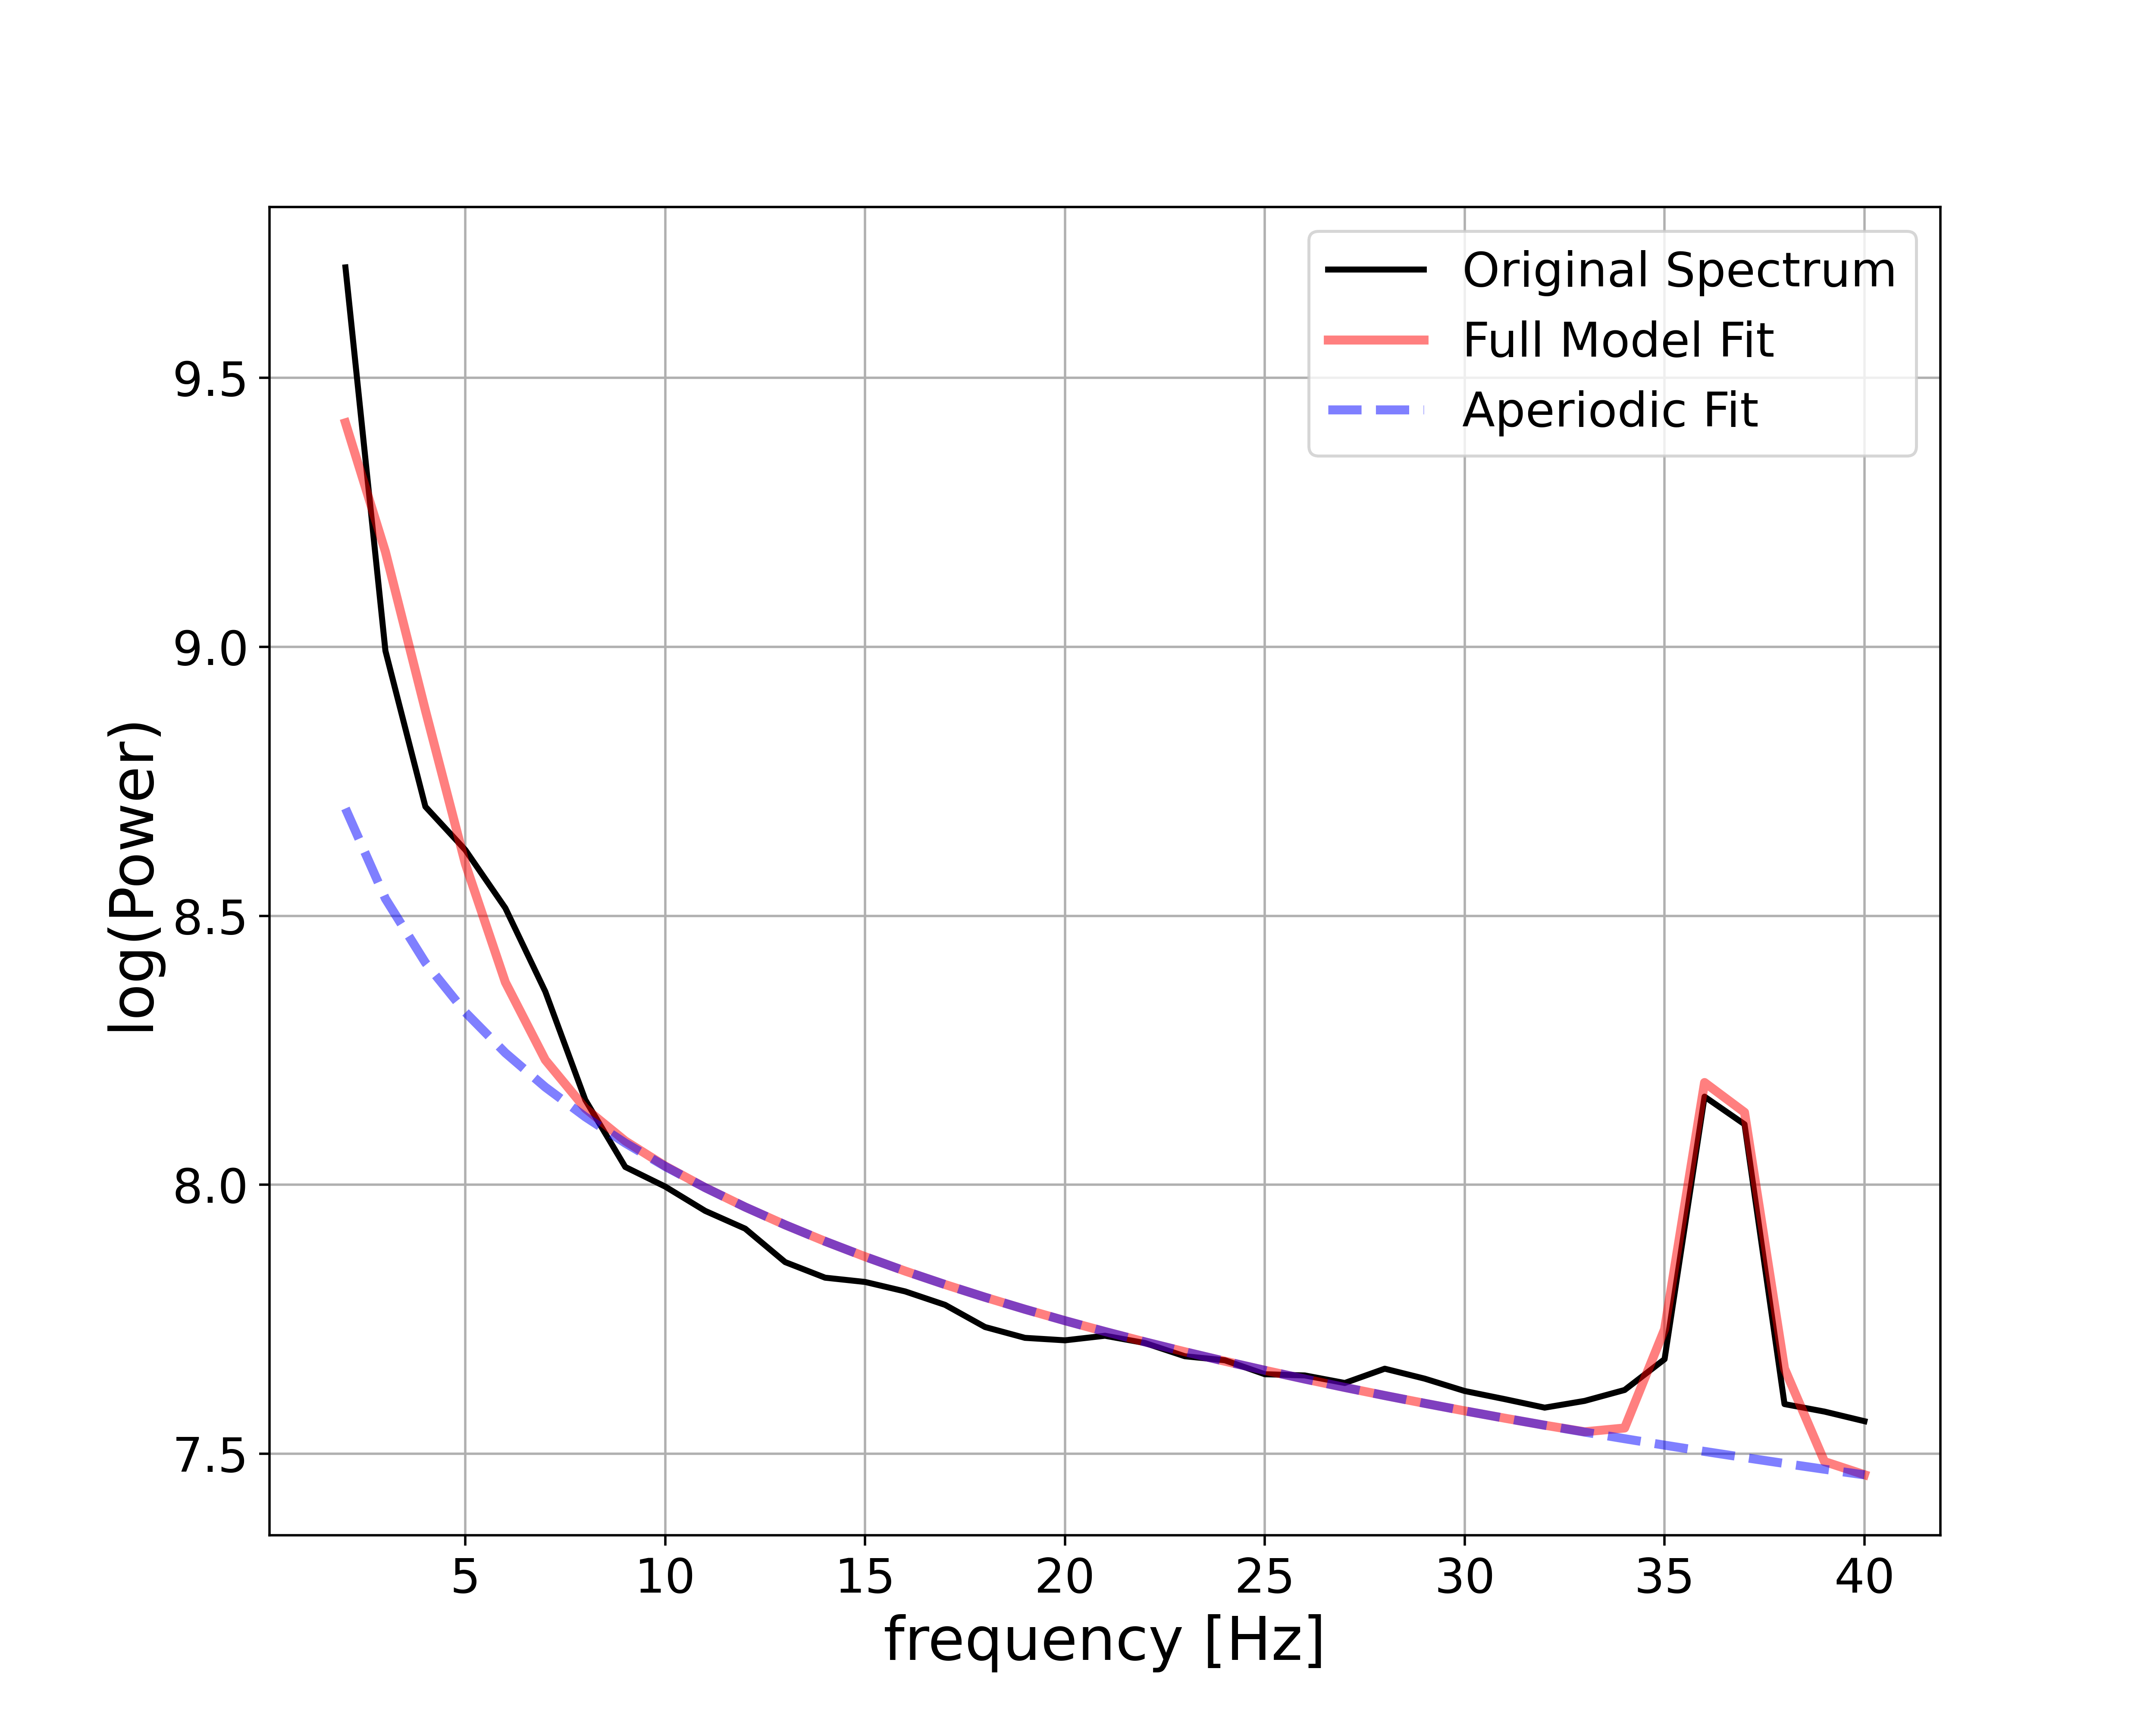 Original Spectrum
Full Model Fit
Aperiodic Fit
9.5
9.0
8.5
8.0
7.5
log(Power)
5 10 15 20 25 30 35 40
frequency [Hz]